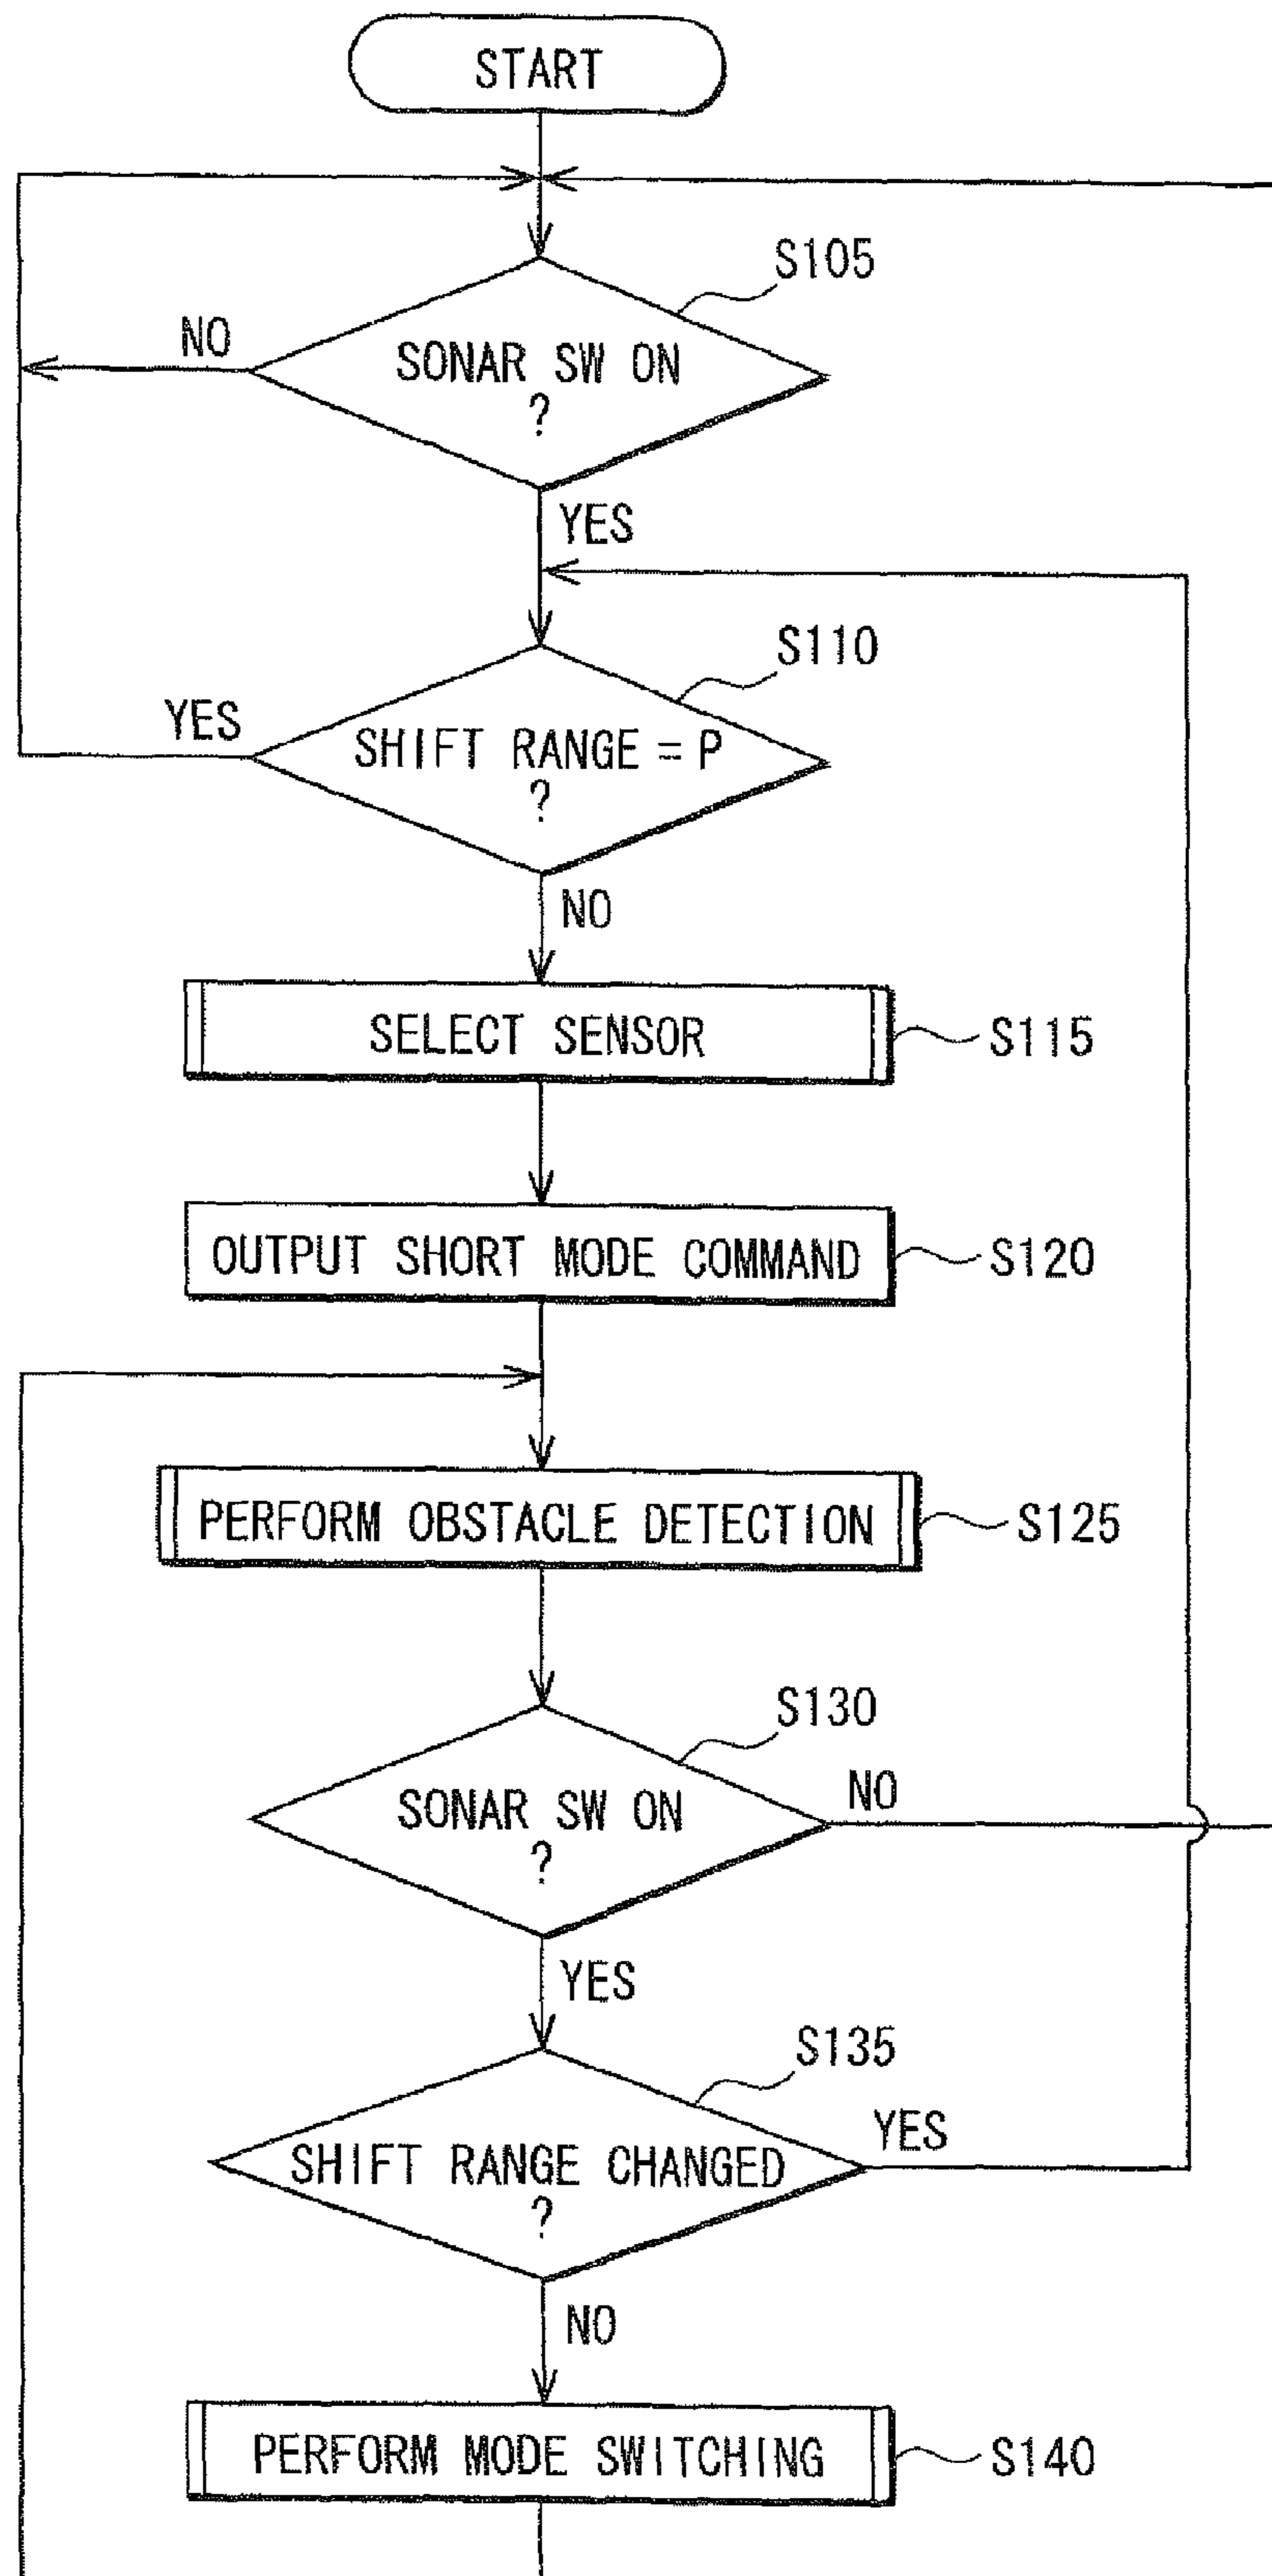 START
S105
NO
SONAR SW ON
?
YES
S110
YES
SHIFT RANGE = P
?
NO
SELECT SENSOR
S115
OUTPUT SHORT MODE COMMAND
S120
PERFORM OBSTACLE DETECTION
S125
S130
NO
SONAR SW ON
?
YES
S135
YES
SHIFT RANGE CHANGED
?
NO
PERFORM MODE SWITCHING
S140